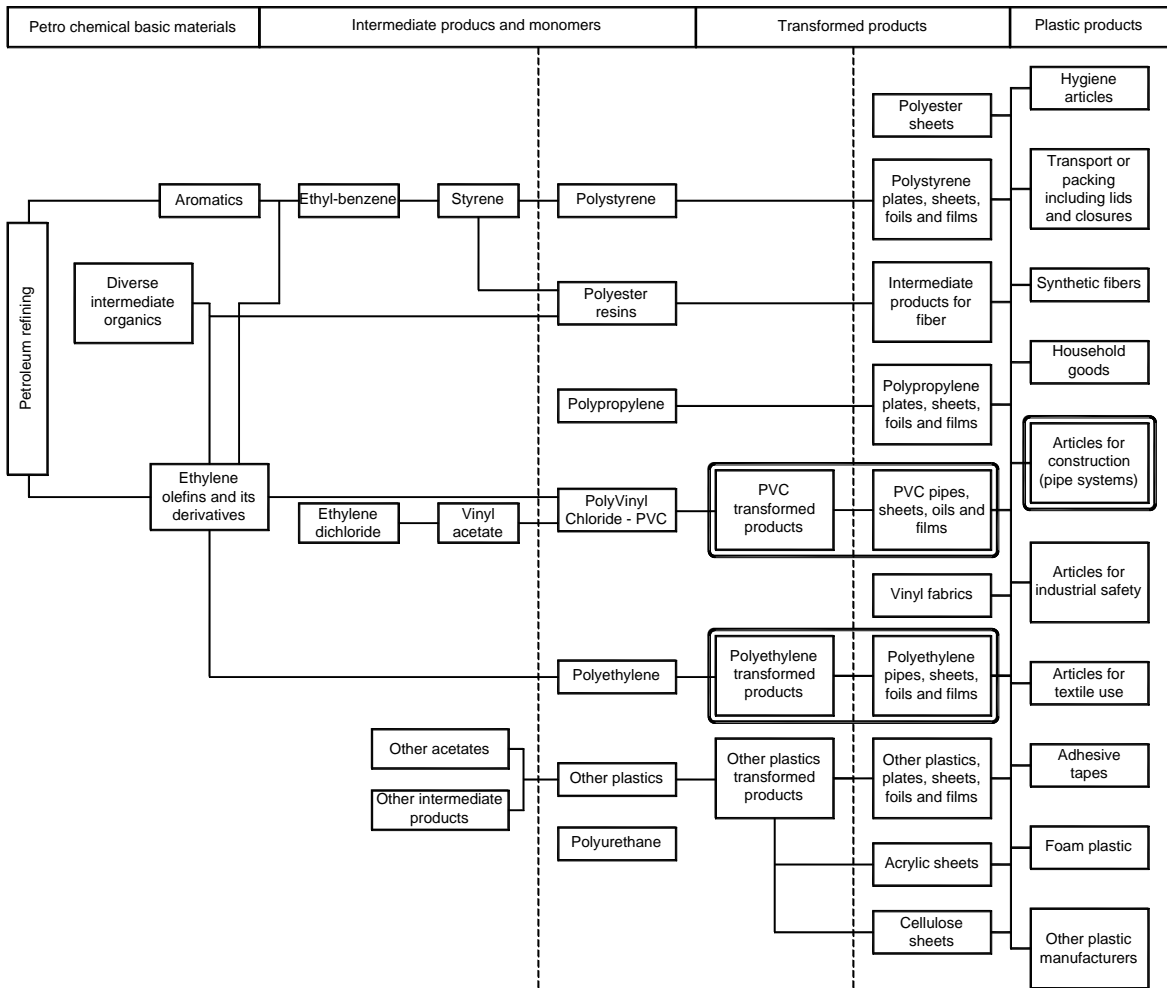 Petro chemical basic materials
Intermediate producs and monomers
Transformed products
Plastic products
Petroleum refining
Aromatics
Diverse
intermediate
organics
Ethylene
olefins and its
derivatives
Ethyl-benzene
Styrene
Ethylene
dichloride
Vinyl
acetate
Other acetates
Other intermediate
products
Polystyrene
Polyester
resins
Polypropylene
PolyVinyl
Chloride - PVC
Polyethylene
Other plastics
Polyurethane
PVC
transformed
products
Polyethylene
transformed
products
Other plastics
transformed
products
Polyester
sheets
Polystyrene
plates, sheets,
foils and films
Intermediate
products for
fiber
Polypropylene
plates, sheets,
foils and films
PVC pipes,
sheets, oils and
films
Vinyl fabrics
Polyethylene
pipes, sheets,
foils and films
Other plastics,
plates, sheets,
foils and films
Acrylic sheets
Cellulose
sheets
Hygiene
articles
Transport or
packing
including lids
and closures
Synthetic fibers
Household
goods
Articles for
construction
(pipe systems)
Articles for
industrial safety
Articles for
textile use
Adhesive
tapes
Foam plastic
Other plastic
manufacturers